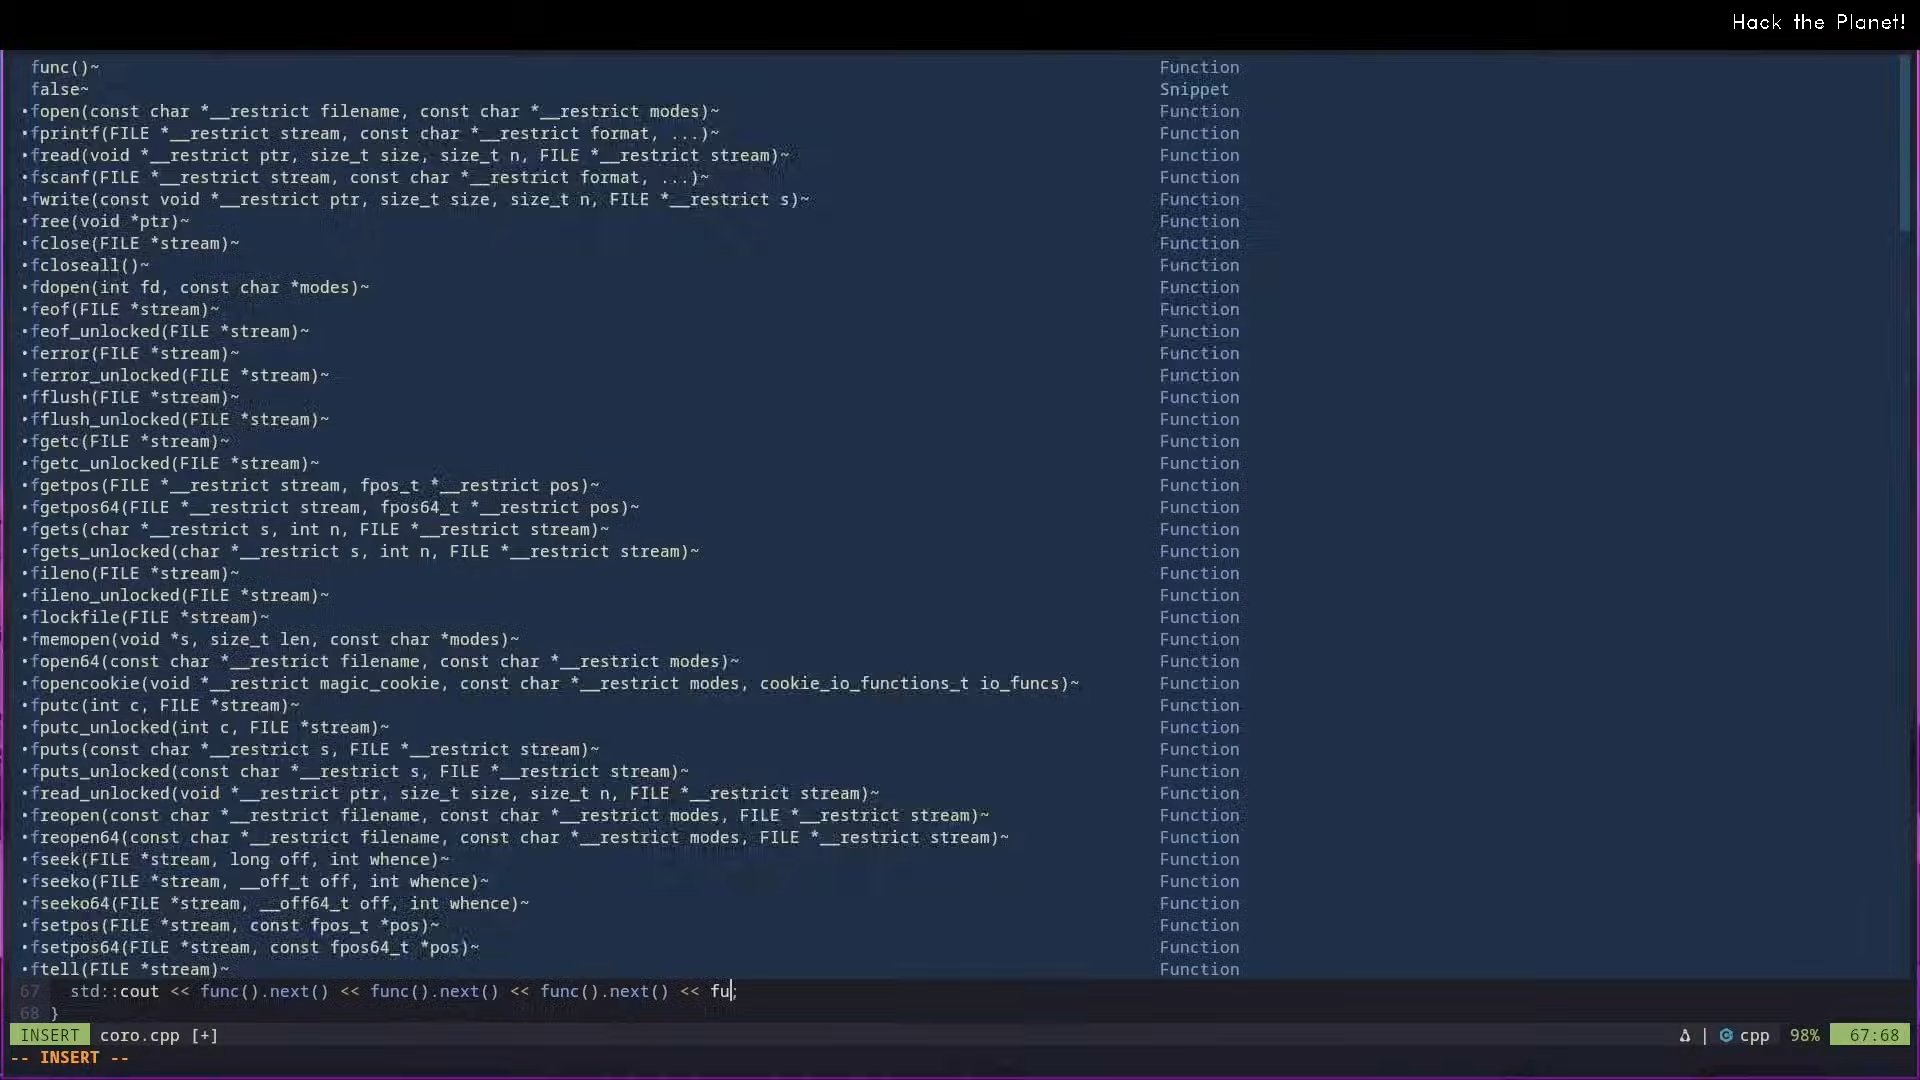 Hack the Planet!
func()~ Function
false~ Snippet
•fopen(const char *__restrict filename, const char *__restrict modes)~ Function
•fprintf(FILE *__restrict stream, const char *__restrict format, ...)~ Function
•fread(void *__restrict ptr, size_t size, size_t n, FILE *__restrict stream)~ Function
•fscanf(FILE *__restrict stream, const char *__restrict format, ...)~ Function
•fwrite(const void *__restrict ptr, size_t size, size_t n, FILE *__restrict s)~ Function
•free(void *ptr)~ Function
•fclose(FILE *stream)~ Function
•fcloseall()~ Function
•fdopen(int fd, const char *modes)~ Function
•feof(FILE *stream)~ Function
•feof_unlocked(FILE *stream)~ Function
•ferror(FILE *stream)~ Function
•ferror_unlocked(FILE *stream)~ Function
•fflush(FILE *stream)~ Function
•fflush_unlocked(FILE *stream)~ Function
•fgetc(FILE *stream)~ Function
•fgetc_unlocked(FILE *stream)~ Function
•fgetpos(FILE *__restrict stream, fpos_t *__restrict pos)~ Function
•fgetpos64(FILE *__restrict stream, fpos64_t *__restrict pos)~ Function
•fgets(char *__restrict s, int n, FILE *__restrict stream)~ Function
•fgets_unlocked(char *__restrict s, int n, FILE *__restrict stream)~ Function
•fileno(FILE *stream)~ Function
•fileno_unlocked(FILE *stream)~ Function
•flockfile(FILE *stream)~ Function
•fmemopen(void *s, size_t len, const char *modes)~ Function
•fopen64(const char *__restrict filename, const char *__restrict modes)~ Function
•fopencookie(void *__restrict magic_cookie, const char *__restrict modes, cookie_io_functions_t io_funcs)~ Function
•fputc(int c, FILE *stream)~ Function
•fputc_unlocked(int c, FILE *stream)~ Function
•fputs(const char *__restrict s, FILE *__restrict stream)~ Function
•fputs_unlocked(const char *__restrict s, FILE *__restrict stream)~ Function
•fread_unlocked(void *__restrict ptr, size_t size, size_t n, FILE *__restrict stream)~ Function
•freopen(const char *__restrict filename, const char *__restrict modes, FILE *__restrict stream)~ Function
•freopen64(const char *__restrict filename, const char *__restrict modes, FILE *__restrict stream)~ Function
•fseek(FILE *stream, long off, int whence)~ Function
•fseeko(FILE *stream, __off_t off, int whence)~ Function
•fseeko64(FILE *stream, __off64_t off, int whence)~ Function
•fsetpos(FILE *stream, const fpos_t *pos)~ Function
•fsetpos64(FILE *stream, const fpos64_t *pos)~ Function
•ftell(FILE *stream)~ Function
67 std::cout << func().next() << func().next() << func().next() << fu;
68 }
INSERT coro.cpp [+] | cpp 98% 67:68
-- INSERT --